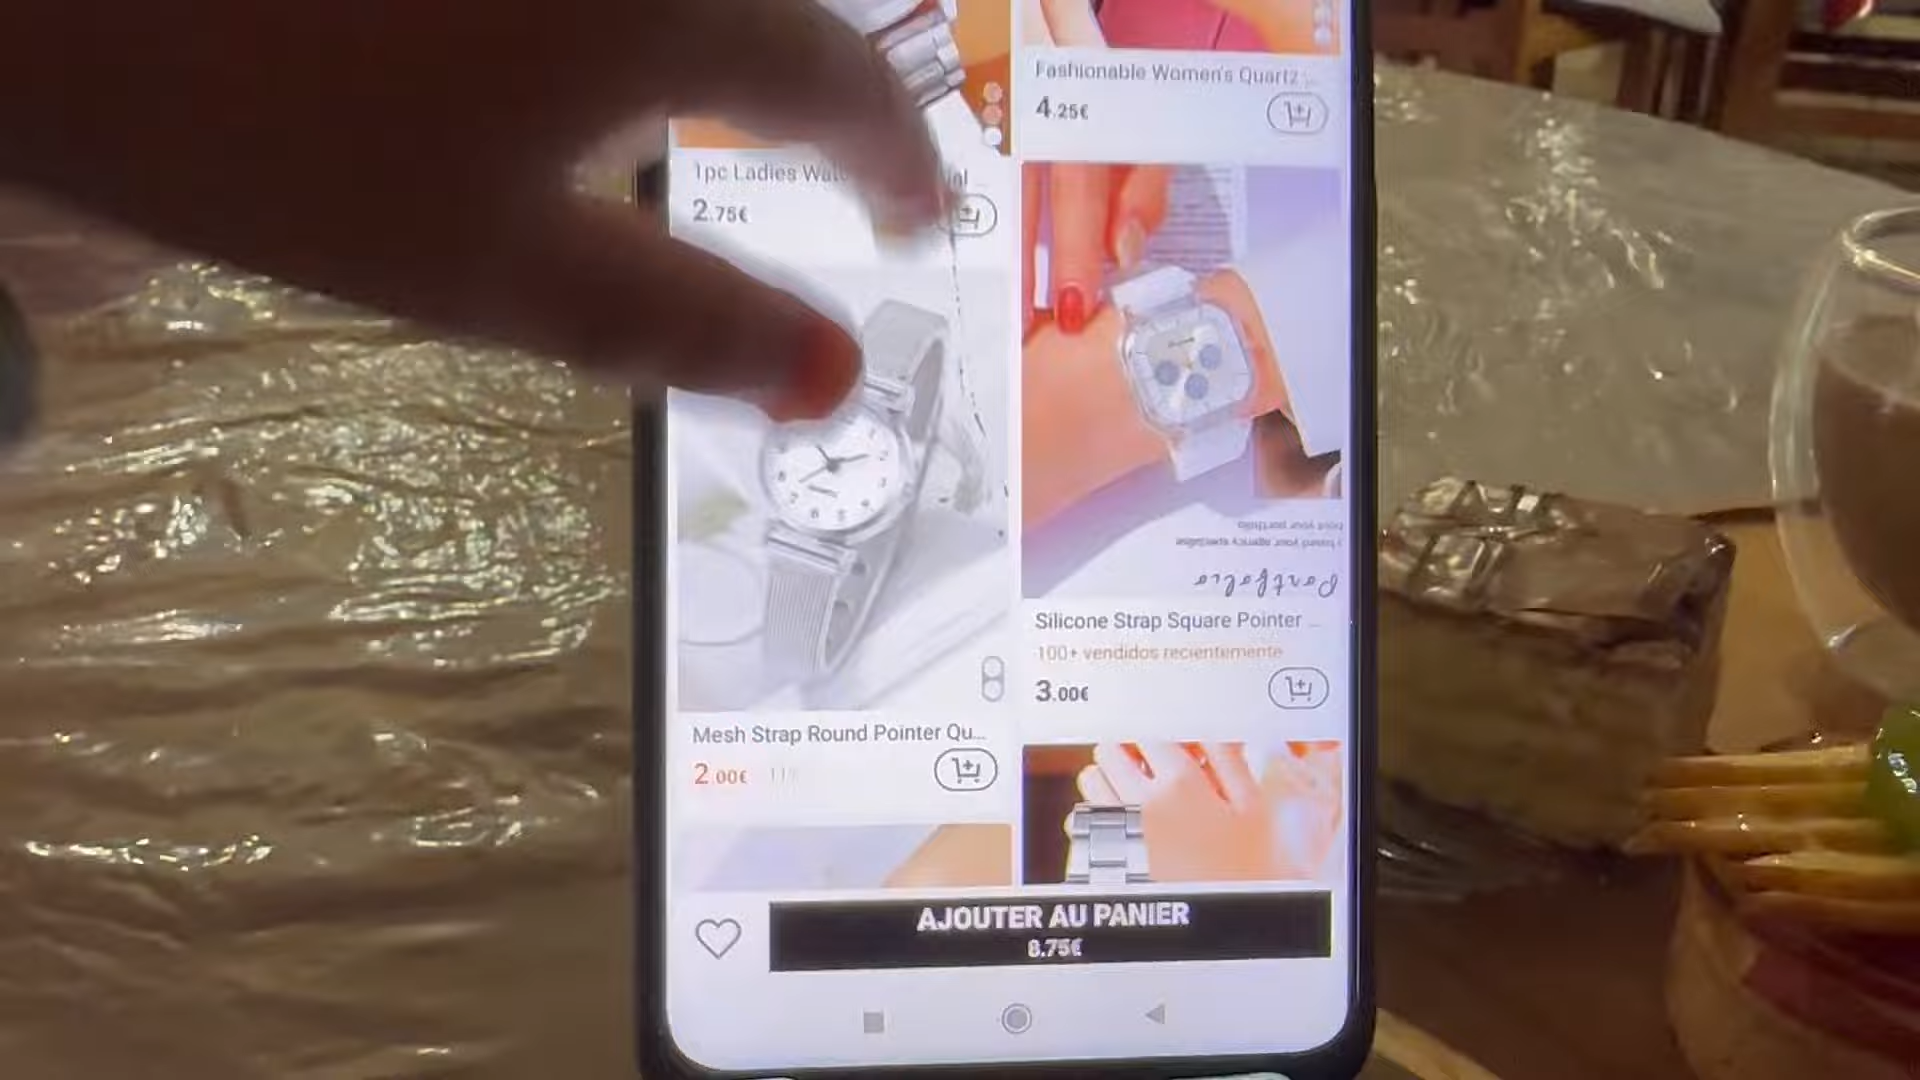 1pc Ladies
2.75€
Mesh Strap Round Pointer Qu...
2.00€
Fashionable Women's Quartz ...
4.25€
Portfolio
Silicone Strap Square Pointer ...
100+ vendidos recientemente
3.00€
AJOUTER AU PANIER
8.75€